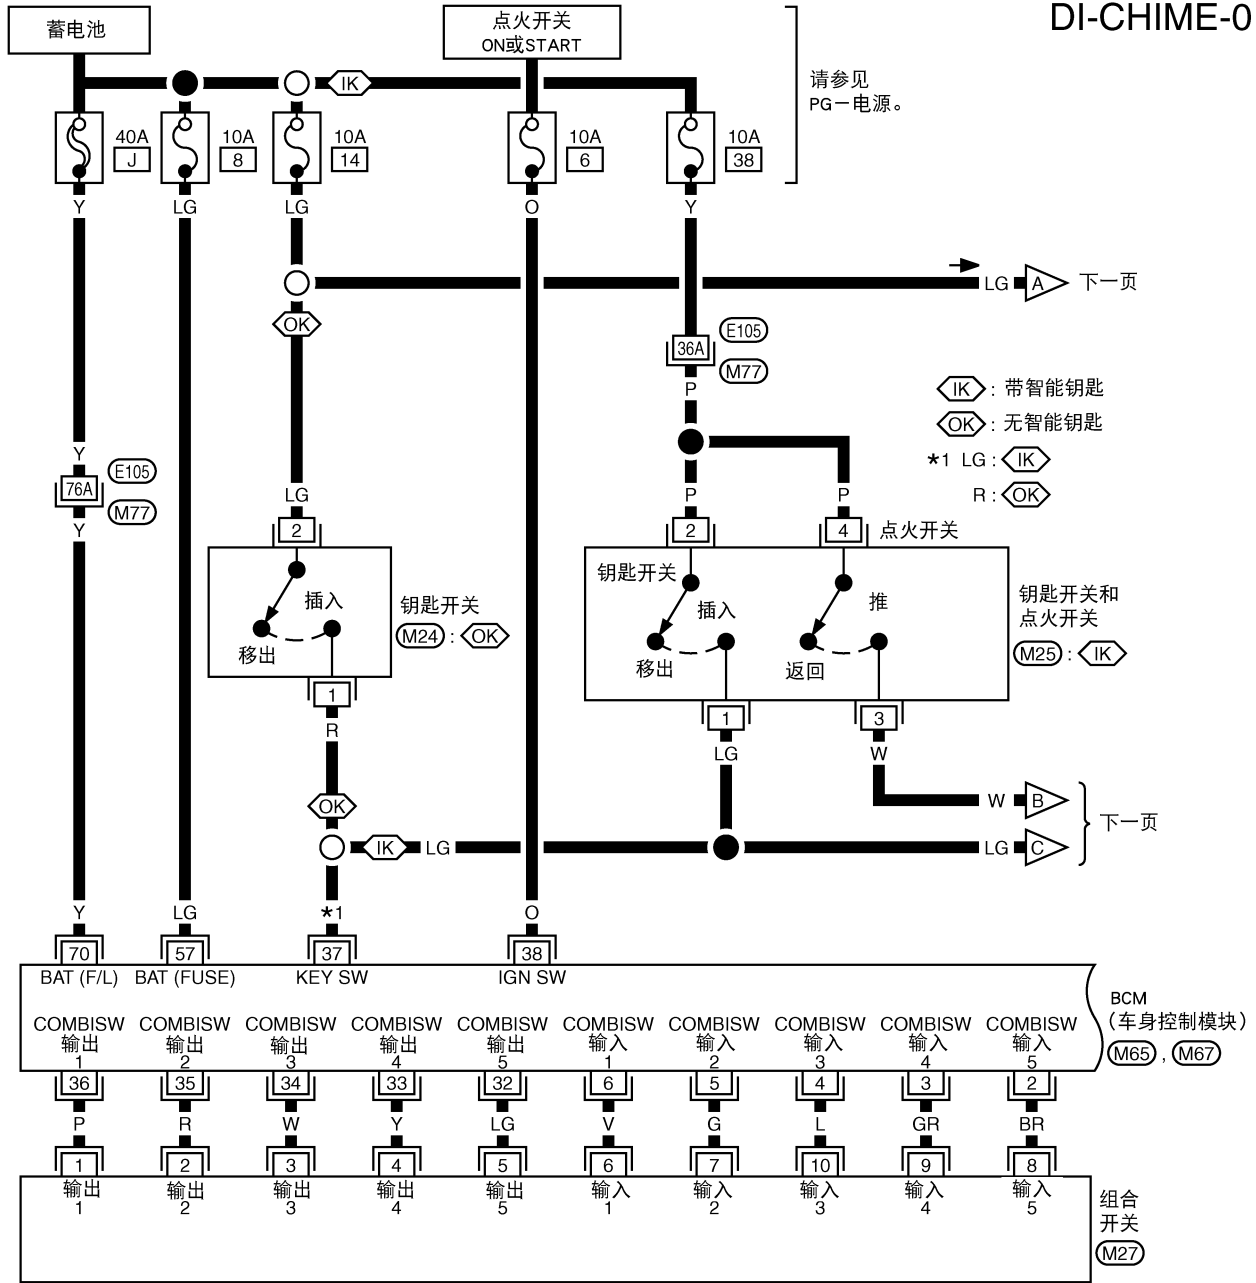 DI-CHIME-0
蓄电池
点火开关
ON或START
IK
请参见
PG－电源。
40A
J
10A
8
10A
14
10A
6
10A
38
Y
LG
LG
O
Y
LG
A
下一页
OK
36A
E105
M77
P
IK : 带智能钥匙
OK : 无智能钥匙
*1 LG : IK
R : OK
Y
76A
E105
M77
Y
LG
P
P
2
2
4
点火开关
钥匙开关
插入
移出
钥匙开关
M24 : OK
插入
移出
推
返回
钥匙开关和
点火开关
M25 : IK
1
1
3
R
LG
W
OK
W
B
IK
LG
LG
C
下一页
Y
LG
*1
O
70
57
37
38
BAT (F/L)
BAT (FUSE)
KEY SW
IGN SW
BCM
（车身控制模块）
M65 , M67
COMBISW
输出
1
COMBISW
输出
2
COMBISW
输出
3
COMBISW
输出
4
COMBISW
输出
5
COMBISW
输入
1
COMBISW
输入
2
COMBISW
输入
3
COMBISW
输入
4
COMBISW
输入
5
36
35
34
33
32
6
5
4
3
2
P
R
W
Y
LG
V
G
L
GR
BR
1
2
3
4
5
6
7
10
9
8
输出
1
输出
2
输出
3
输出
4
输出
5
输入
1
输入
2
输入
3
输入
4
输入
5
组合
开关
M27